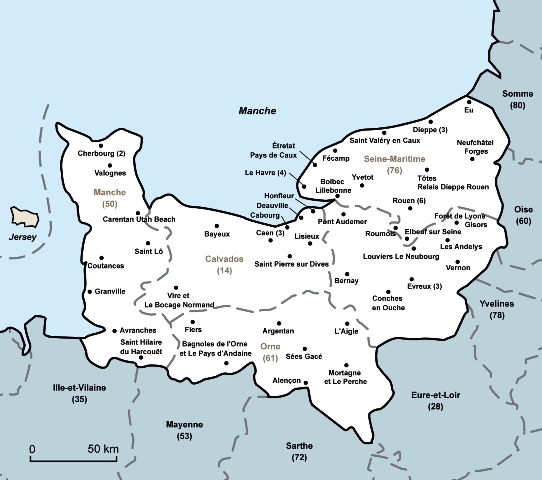 Somme
(80)
Manche
Eu
Dieppe (3)
Saint Valéry en Caux
Neufchâtel
Forges
Étretat
Pays de Caux
Fécamp
Seine-Maritime
(76)
Cherbourg (2)
Valognes
Le Havre (4)
Bolbec
Lillebonne
Yvetot
Tôtes
Relais Dieppe Rouen
Manche
(50)
Honfleur
Deauville
Cabourg
Rouen (6)
Oise
(60)
Carentan Utah Beach
Pont Audemer
Forêt de Lyons
Gisors
Jersey
Bayeux
Caen (3)
Lisieux
Roumois
Elbeuf sur Seine
Les Andelys
Saint Lô
Louviers Le Neubourg
Coutances
Calvados
(14)
Saint Pierre sur Dives
Vernon
Bernay
Evreux (3)
Granville
Vire et
Le Bocage Normand
Conches
en Ouche
Yvelines
(78)
Avranches
Flers
Argentan
L'Aigle
Saint Hilaire
du Harcouët
Bagnoles de l'Orne
et Le Pays d'Andaine
Orne
(61)
Sées Gacé
Alençon
Mortagne
et Le Perche
Ille-et-Vilaine
(35)
Eure-et-Loir
(28)
Mayenne
(53)
Sarthe
(72)
0 50 km